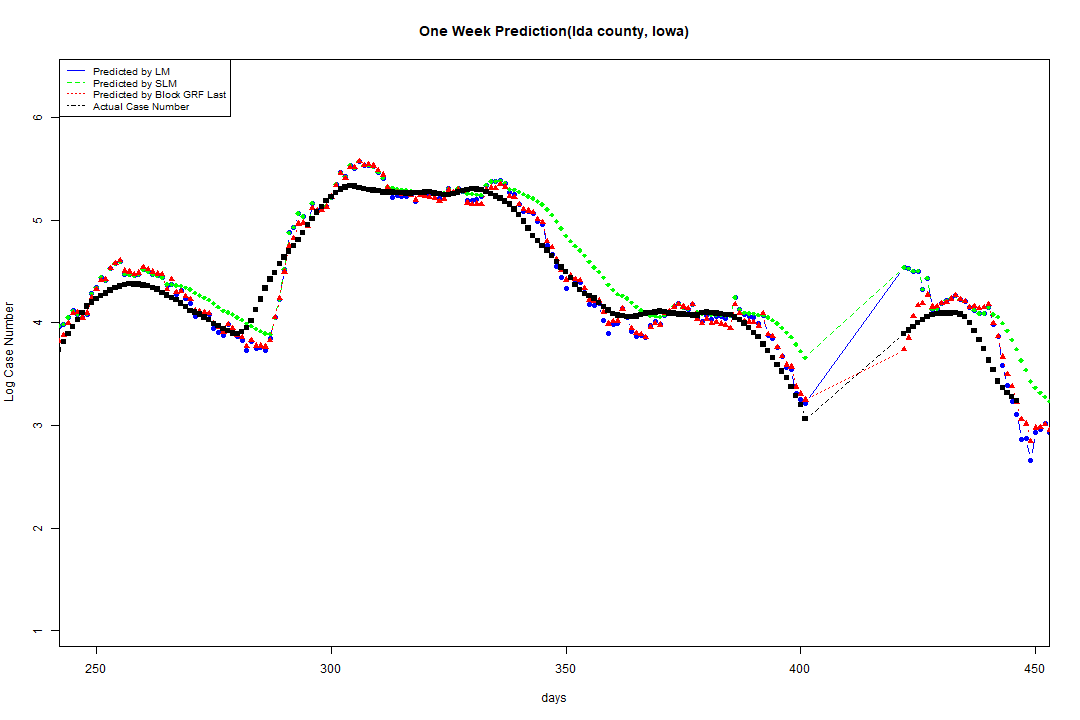 One Week Prediction(Ida county, Iowa)
Predicted by LM
Predicted by SLM
Predicted by Block GRF Last
Actual Case Number
6
5
4
3
2
1
Log Case Number
250 300 350 400 450
days